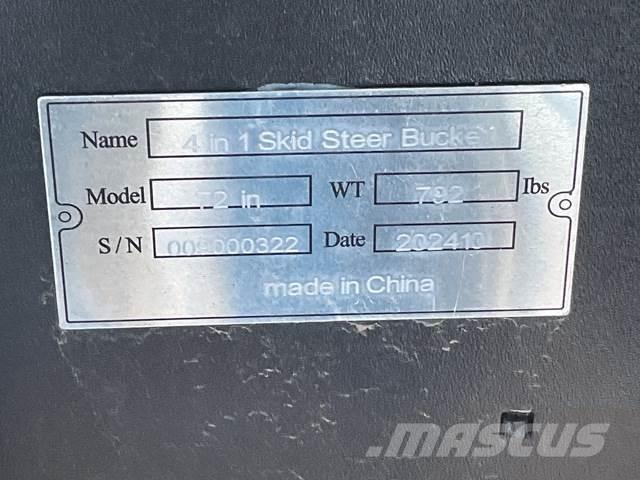 Name 4 in 1 Skid Steer Bucke
Model 72 in WT 792 lbs
S/N 009000322 Date 202410
made in China
MASCUS